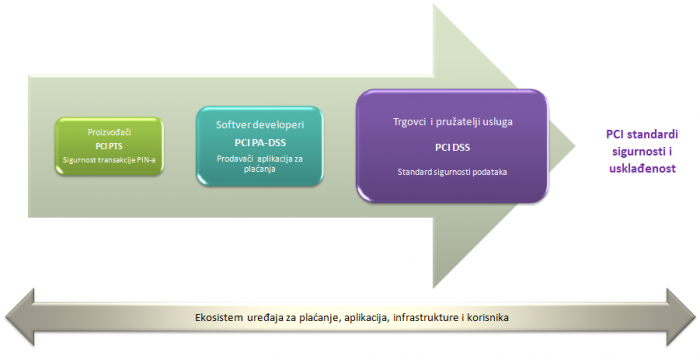 Proizvođači
PCI PTS
Sigurnost transakcije PIN-a
Softver developeri
PCI PA-DSS
Prodavači aplikacija za
plaćanja
Trgovci i pružatelji usluga
PCI DSS
Standard sigurnosti podataka
PCI standardi
sigurnosti i
usklađenost
Ekosistem uređaja za plaćanje, aplikacija, infrastrukture i korisnika